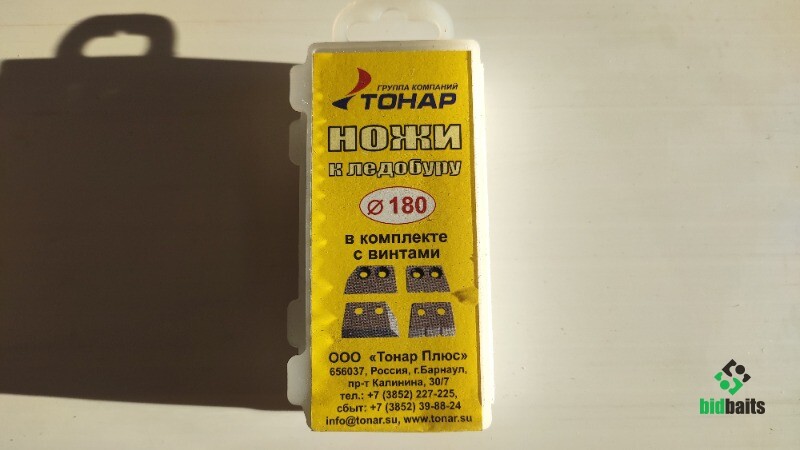 ГРУППА КОМПАНИЙ
ТОНАР
НОЖИ
к ледобуру
⌀ 180
в комплекте
с винтами
ООО «Тонар Плюс»
656037, Россия, г.Барнаул,
пр-т Калинина, 30/7
тел.: +7 (3852) 227-225,
сбыт: +7 (3852) 39-88-24
info@tonar.su, www.tonar.su
bidbaits